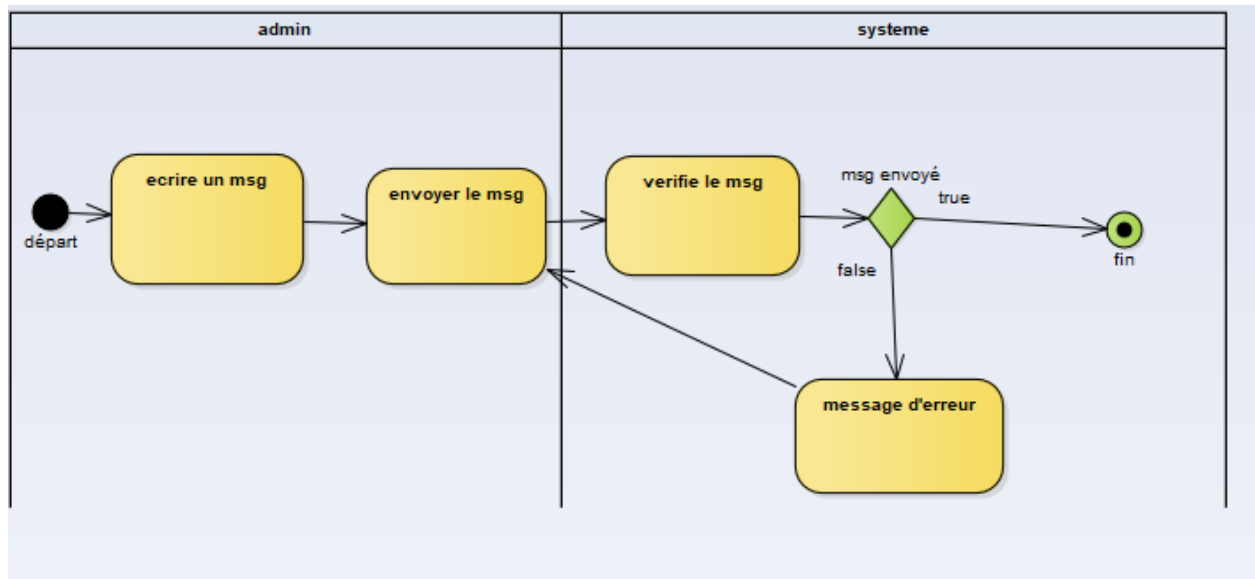 admin
systeme
départ
ecrire un msg
envoyer le msg
verifie le msg
msg envoyé
true
false
fin
message d'erreur